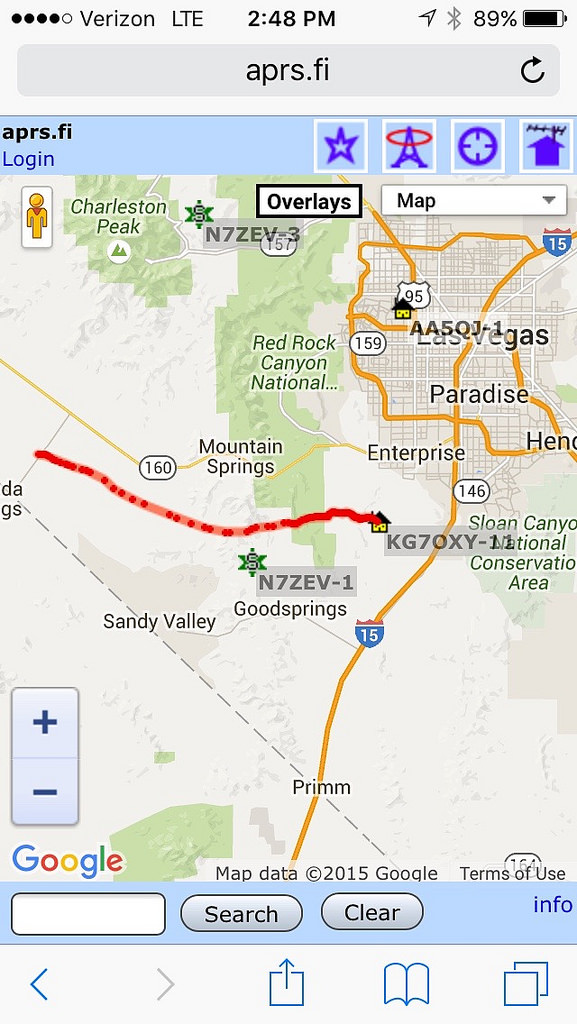 Verizon LTE 2:48 PM 89%
aprs.fi
aprs.fi
Login
Overlays Map
Charleston
Peak
N7ZEV-3
157
15
95
AA5QJ-1
Las Vegas
159
Red Rock
Canyon
National...
Paradise
Mountain
Springs
160
Enterprise
Hend
146
da
gs
Sloan Canyo
National
Conservatio
Area
KG7OXY-11
N7ZEV-1
Goodsprings
Sandy Valley
15
+
−
Primm
Google
164
Map data ©2015 Google Terms of Use
Search Clear info